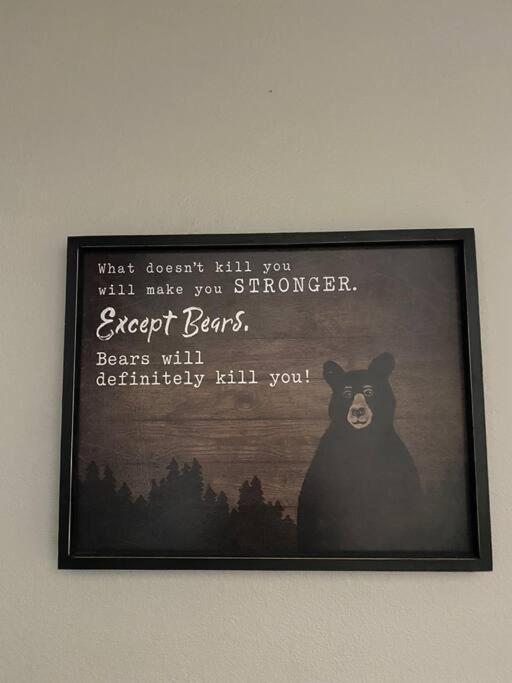 What doesn't kill you
will make you STRONGER.
Except Bears.
Bears will
definitely kill you!